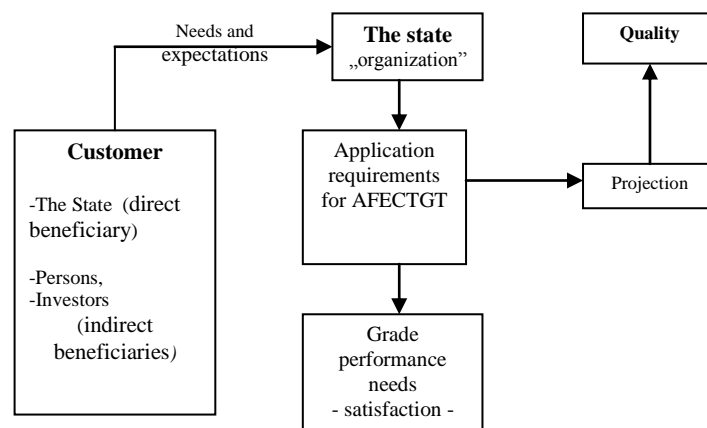 Needs and
expectations
The state
„organization”
Quality
Customer
-The State (direct
beneficiary)
-Persons,
-Investors
(indirect
beneficiaries)
Application
requirements
for AFECTGT
Projection
Grade
performance
needs
- satisfaction -